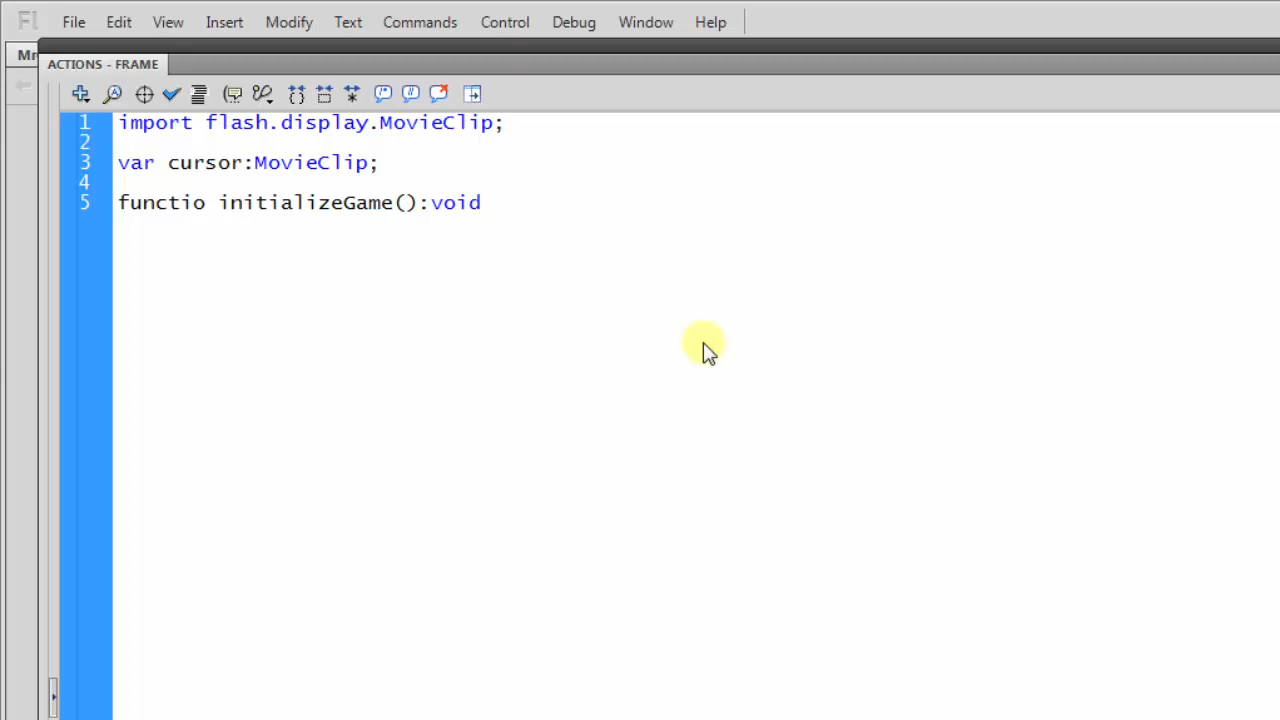 Fl File Edit View Insert Modify Text Commands Control Debug Window Help
ACTIONS - FRAME
1 import flash.display.MovieClip;
2
3 var cursor:MovieClip;
4
5 functio initializeGame():void